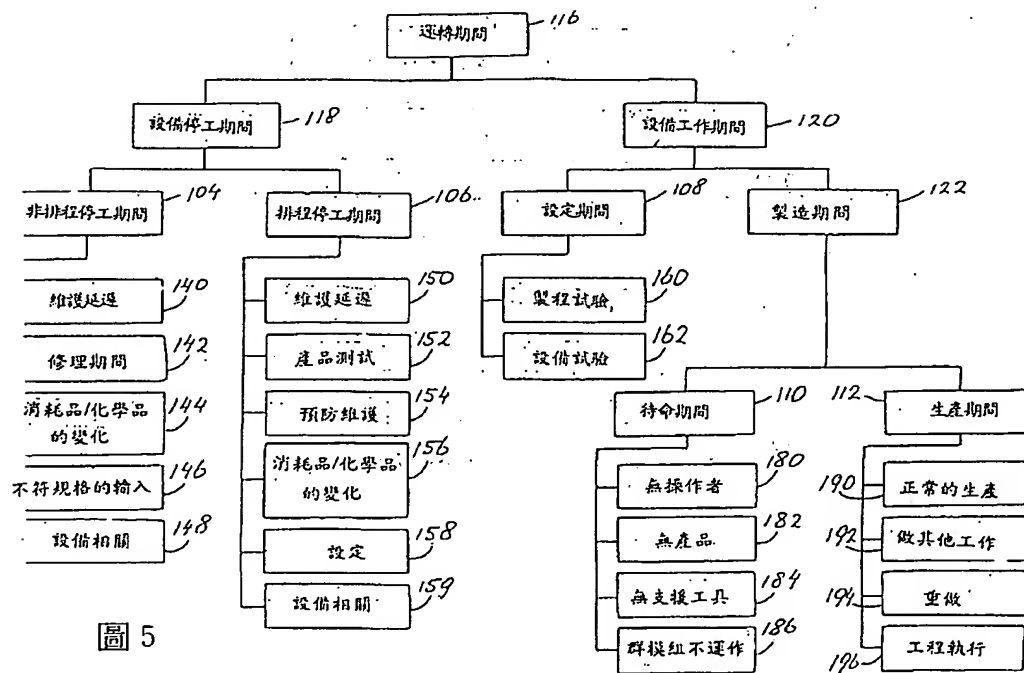 運轉期間 116
設備停工期間 118
設備工作期間 120
非排程停工期間 104
排程停工期間 106
設定期間 108
製造期間 122
維護延遲 140
修理期間 142
消耗品/化學品
的變化 144
不符規格的輸入 146
設備相關 148
維護延遲 150
產品測試 152
預防維護 154
消耗品/化學品
的變化 156
設定 158
設備相關 159
製程試驗 160
設備試驗 162
待命期間 110
112 生產期間
無操作者 180
無產品 182
無支援工具 184
群模組不運作 186
190 正常的生產
192 做其他工作
194 重做
196 工程執行
圖 5